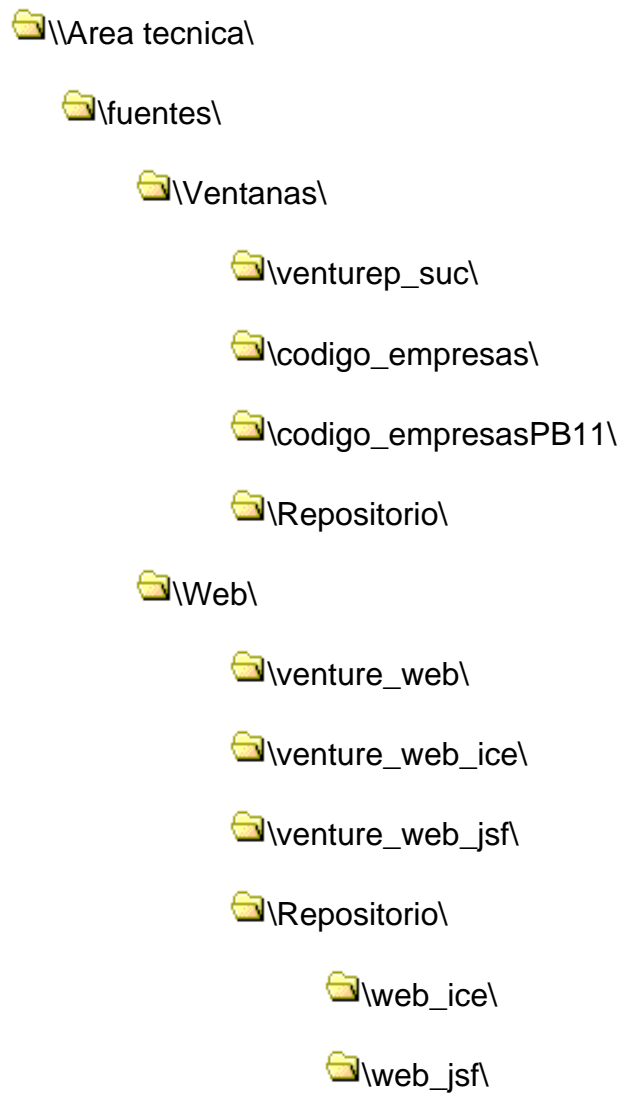 \\Area tecnica\
\fuentes\
\Ventanas\
\venturep_suc\
\codigo_empresas\
\codigo_empresasPB11\
\Repositorio\
\Web\
\venture_web\
\venture_web_ice\
\venture_web_jsf\
\Repositorio\
\web_ice\
\web_jsf\